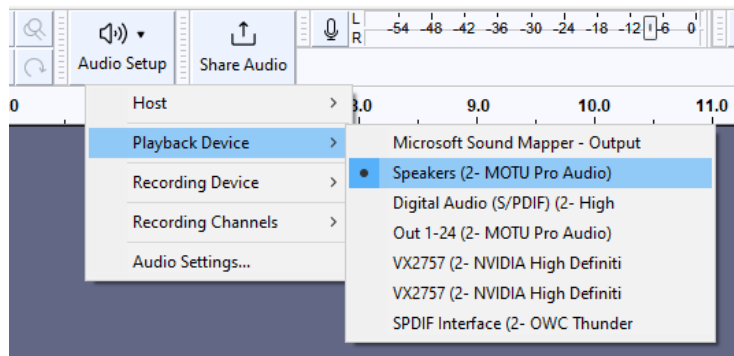 L
R
-54 -48 -42 -36 -30 -24 -18 -12 -6 0
Audio Setup
Share Audio
0 8.0 9.0 10.0 11.0
Host
Playback Device
Recording Device
Recording Channels
Audio Settings...
Microsoft Sound Mapper - Output
Speakers (2- MOTU Pro Audio)
Digital Audio (S/PDIF) (2- High
Out 1-24 (2- MOTU Pro Audio)
VX2757 (2- NVIDIA High Definiti
VX2757 (2- NVIDIA High Definiti
SPDIF Interface (2- OWC Thunder